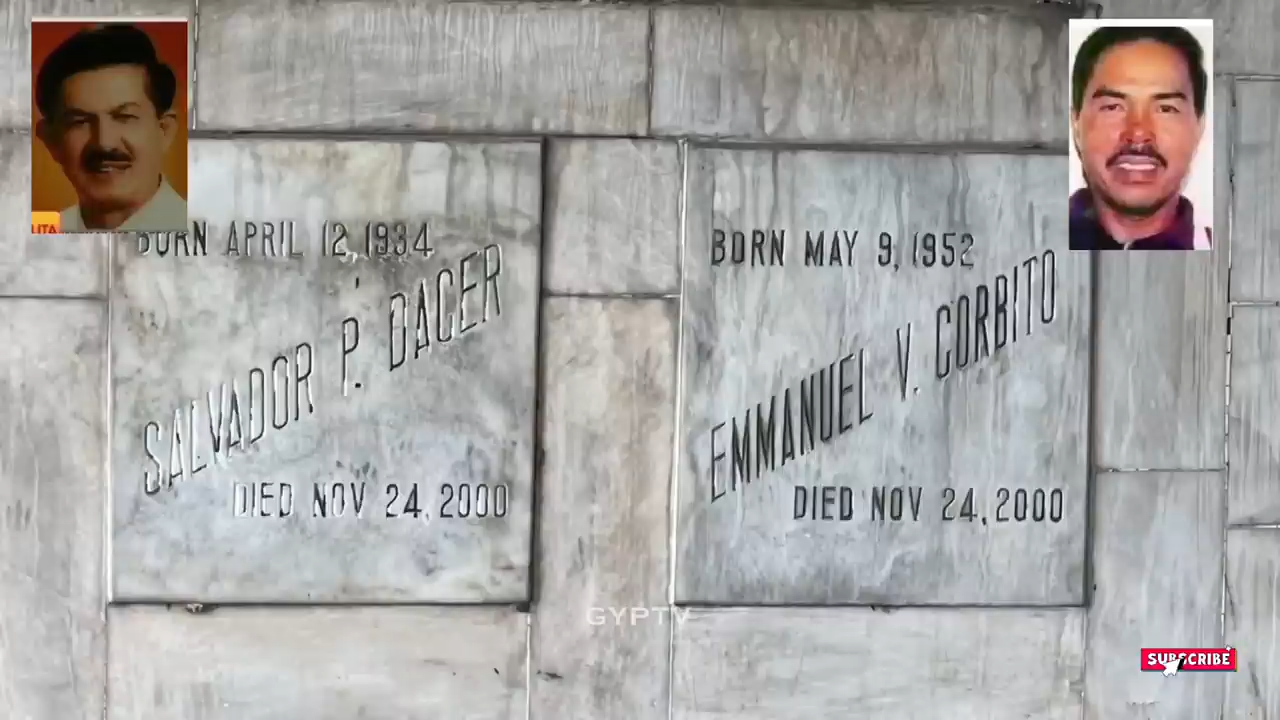 BORN APRIL 12, 1934
SALVADOR P. DACER
DIED NOV 24, 2000
BORN MAY 9, 1952
EMMANUEL V. CORBITO
DIED NOV 24, 2000
GYPTV
SUBSCRIBE